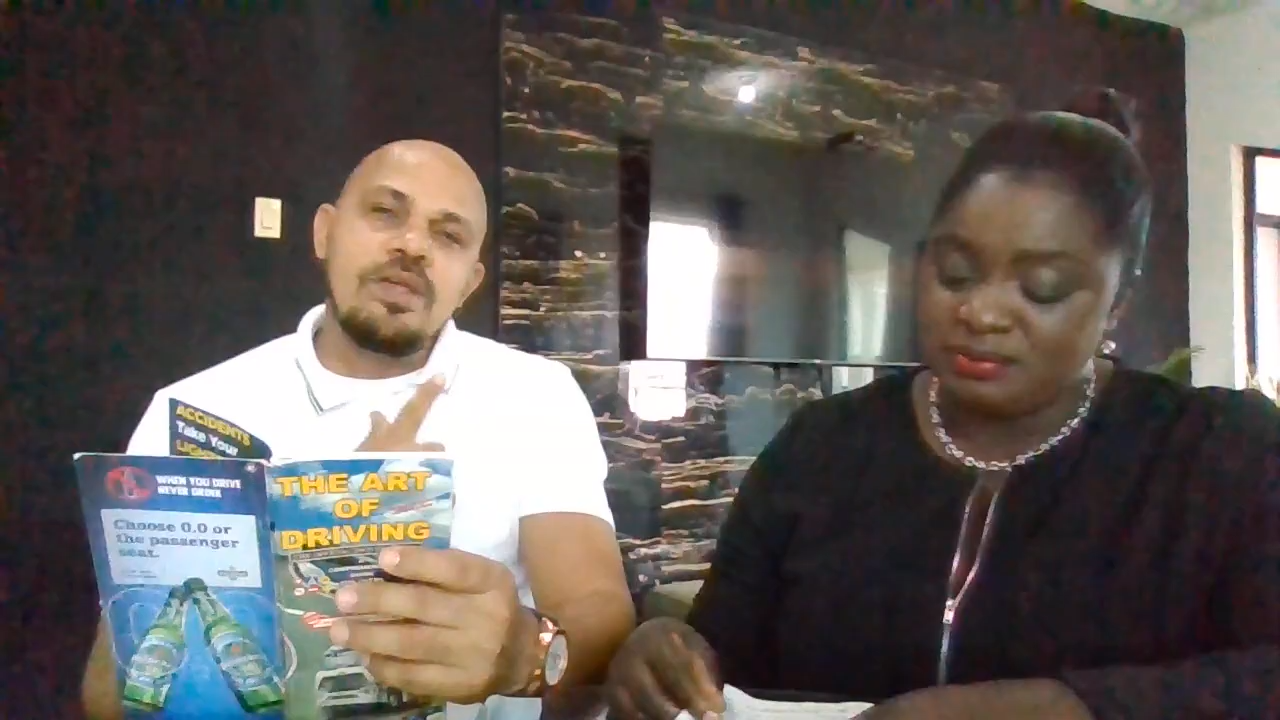 ACCIDENTS
Take Your
WHEN YOU DRIVE
NEVER DRINK
Choose 0.0 or
the passenger
seat.
THE ART
OF
DRIVING